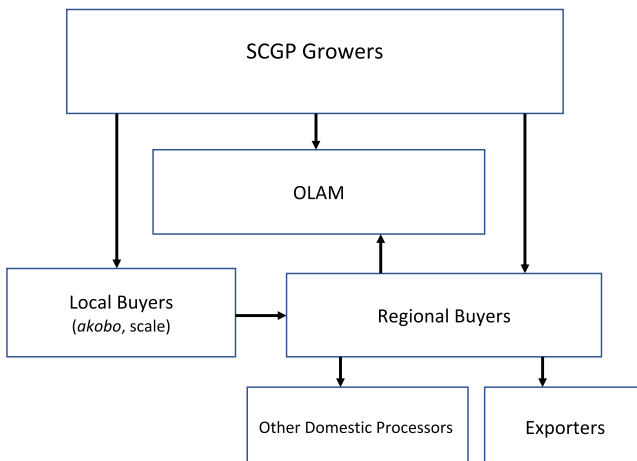 SCGP Growers
OLAM
Local Buyers
(akobo, scale)
Regional Buyers
Other Domestic Processors
Exporters